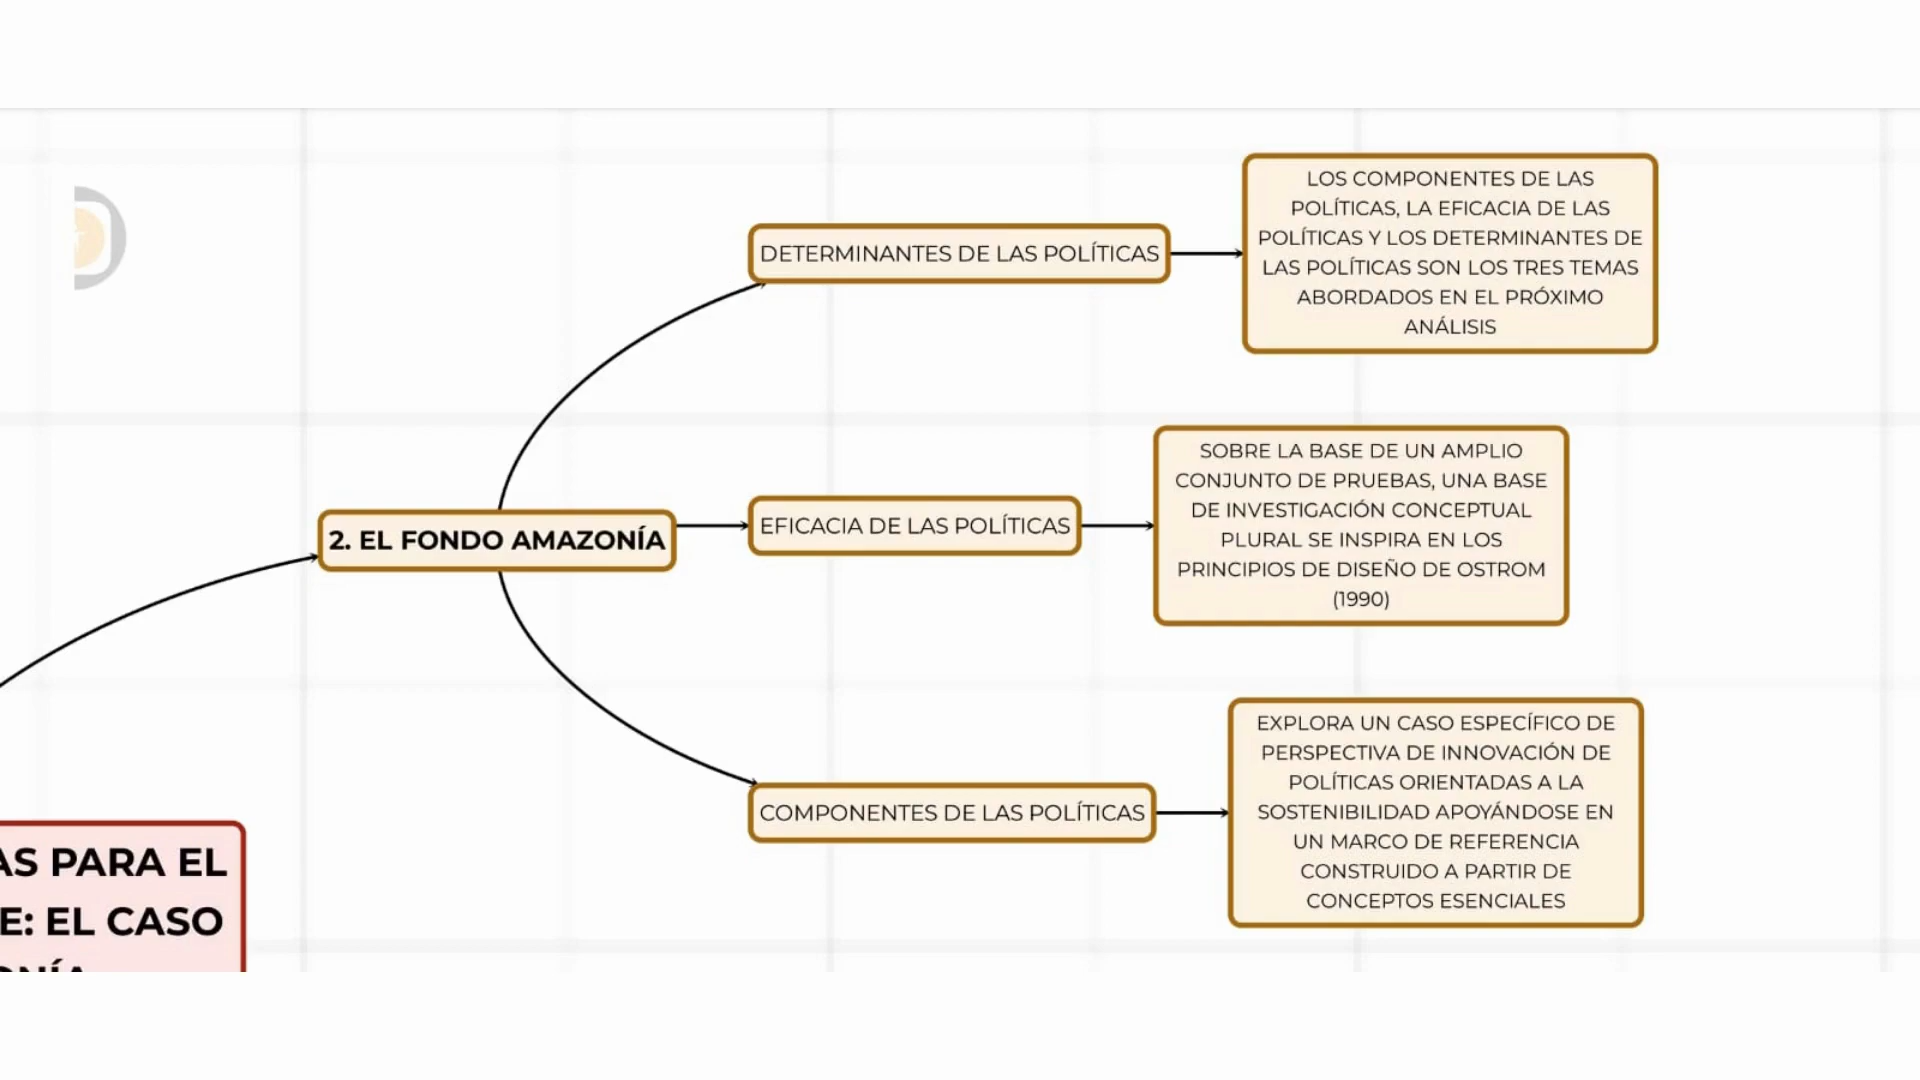 DETERMINANTES DE LAS POLÍTICAS
LOS COMPONENTES DE LAS
POLÍTICAS, LA EFICACIA DE LAS
POLÍTICAS Y LOS DETERMINANTES DE
LAS POLÍTICAS SON LOS TRES TEMAS
ABORDADOS EN EL PRÓXIMO
ANÁLISIS
2. EL FONDO AMAZONÍA
EFICACIA DE LAS POLÍTICAS
SOBRE LA BASE DE UN AMPLIO
CONJUNTO DE PRUEBAS, UNA BASE
DE INVESTIGACIÓN CONCEPTUAL
PLURAL SE INSPIRA EN LOS
PRINCIPIOS DE DISEÑO DE OSTROM
(1990)
COMPONENTES DE LAS POLÍTICAS
EXPLORA UN CASO ESPECÍFICO DE
PERSPECTIVA DE INNOVACIÓN DE
POLÍTICAS ORIENTADAS A LA
SOSTENIBILIDAD APOYÁNDOSE EN
UN MARCO DE REFERENCIA
CONSTRUIDO A PARTIR DE
CONCEPTOS ESENCIALES
AS PARA EL
E: EL CASO